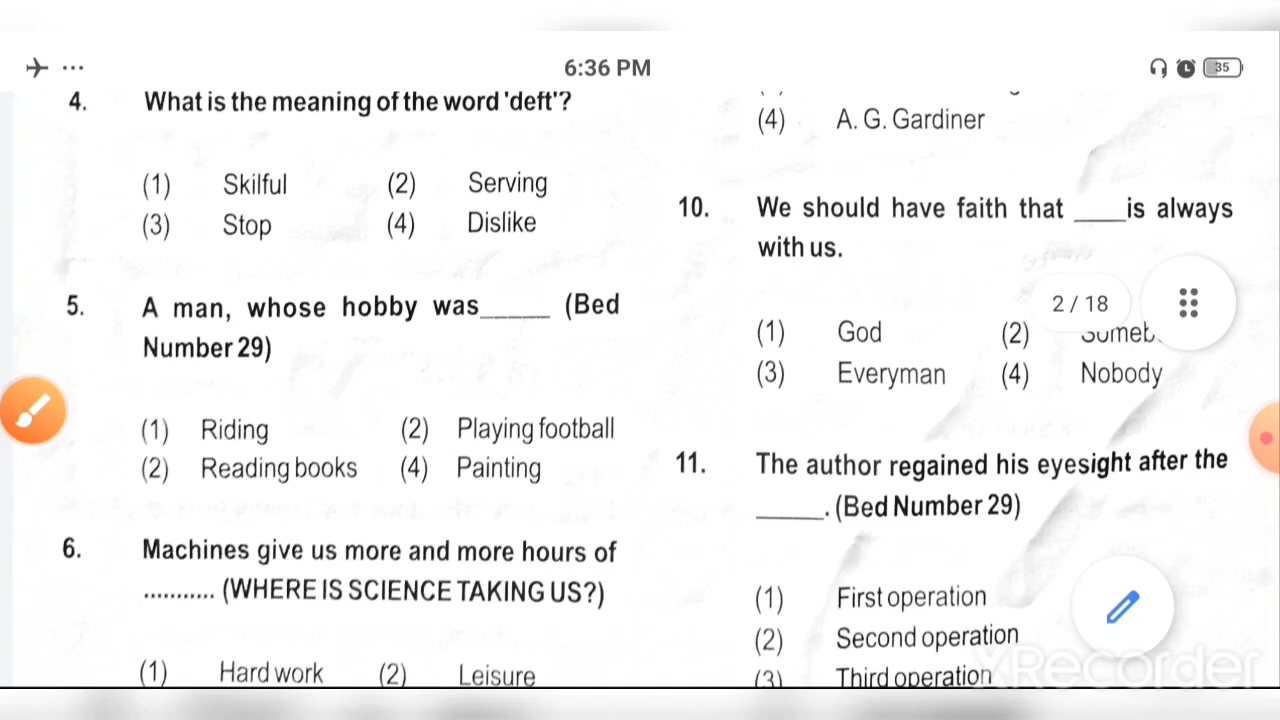 6:36 PM
35
4. What is the meaning of the word 'deft'?
(1) Skilful (2) Serving
(3) Stop (4) Dislike
5. A man, whose hobby was_____ (Bed
Number 29)
(1) Riding (2) Playing football
(2) Reading books (4) Painting
6. Machines give us more and more hours of
........... (WHERE IS SCIENCE TAKING US?)
(1) Hard work (2) Leisure
(4) A. G. Gardiner
10. We should have faith that ____is always
with us.
2 / 18
(1) God (2)
(3) Everyman (4) Nobody
11. The author regained his eyesight after the
_____. (Bed Number 29)
(1) First operation
(2) Second operation
(3) Third operation
XRecorder